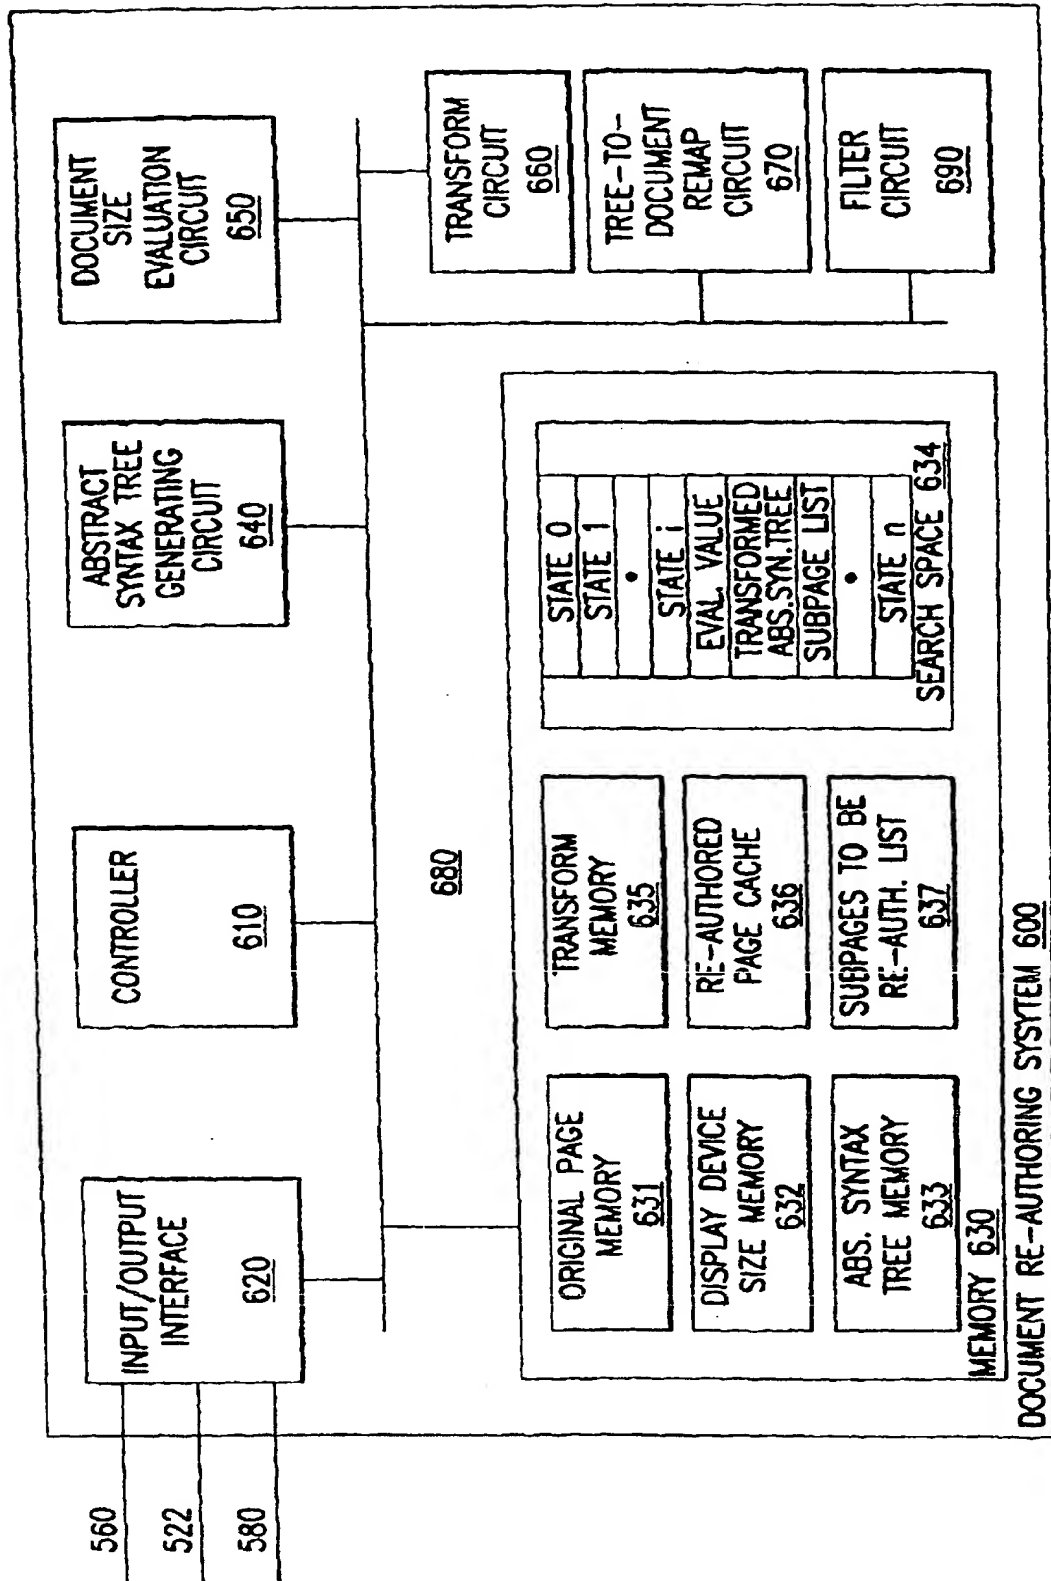 560
522
580
INPUT/OUTPUT
INTERFACE
620
CONTROLLER
610
ABSTRACT
SYNTAX TREE
GENERATING
CIRCUIT
640
DOCUMENT
SIZE
EVALUATION
CIRCUIT
650
680
TRANSFORM
CIRCUIT
660
TREE-TO-
DOCUMENT
REMAP
CIRCUIT
670
FILTER
CIRCUIT
690
ORIGINAL PAGE
MEMORY
631
DISPLAY DEVICE
SIZE MEMORY
632
ABS. SYNTAX
TREE MEMORY
633
TRANSFORM
MEMORY
635
RE-AUTHORED
PAGE CACHE
636
SUBPAGES TO BE
RE-AUTH. LIST
637
STATE 0
STATE 1
•
STATE i
EVAL. VALUE
TRANSFORMED
ABS.SYN.TREE
SUBPAGE LIST
•
STATE n
SEARCH SPACE 634
MEMORY 630
DOCUMENT RE-AUTHORING SYSYTEM 600